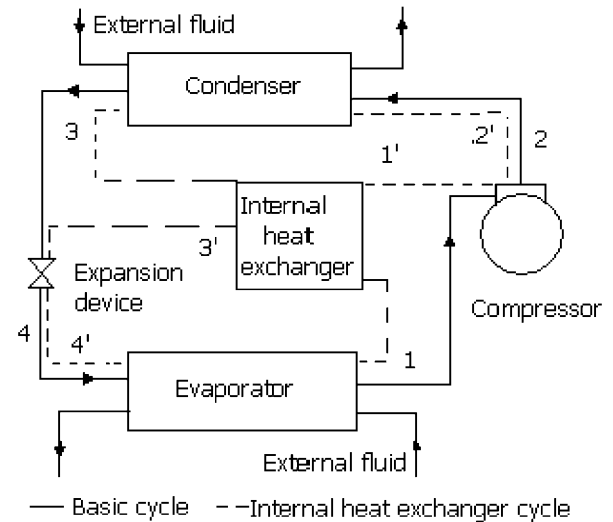 External fluid
Condenser
3
1'
.2'
2
Internal
heat
exchanger
3'
Expansion
device
Compressor
4
4'
1
Evaporator
External fluid
Basic cycle
Internal heat exchanger cycle